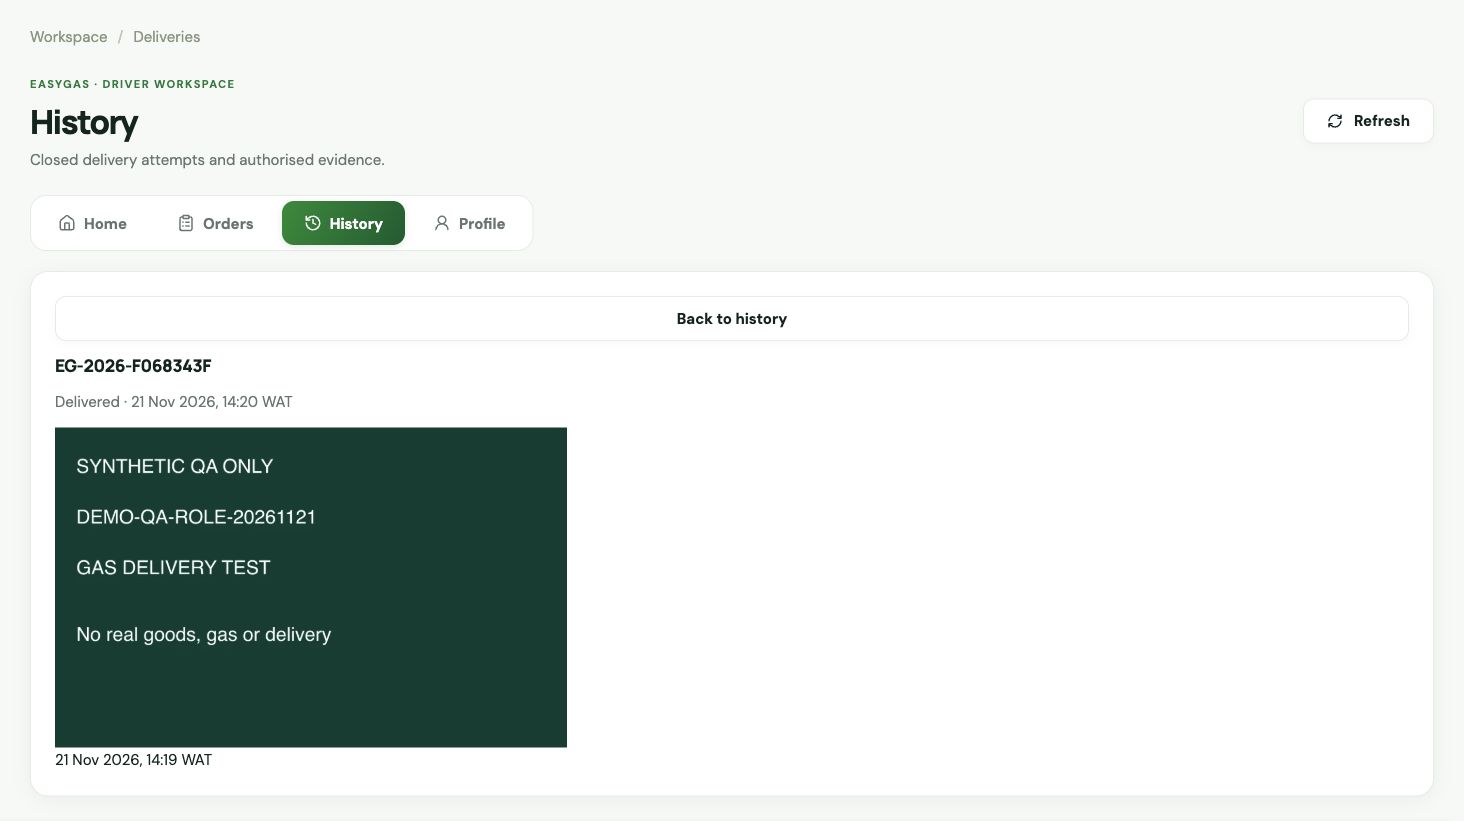 Workspace / Deliveries
EASYGAS · DRIVER WORKSPACE
History
Refresh
Closed delivery attempts and authorised evidence.
Home Orders History Profile
Back to history
EG-2026-F068343F
Delivered · 21 Nov 2026, 14:20 WAT
SYNTHETIC QA ONLY
DEMO-QA-ROLE-20261121
GAS DELIVERY TEST
No real goods, gas or delivery
21 Nov 2026, 14:19 WAT